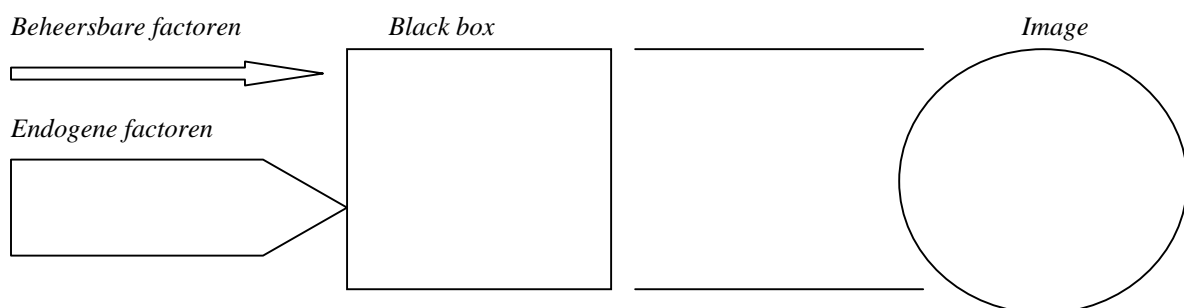 Beheersbare factoren
Black box
Image
Endogene factoren